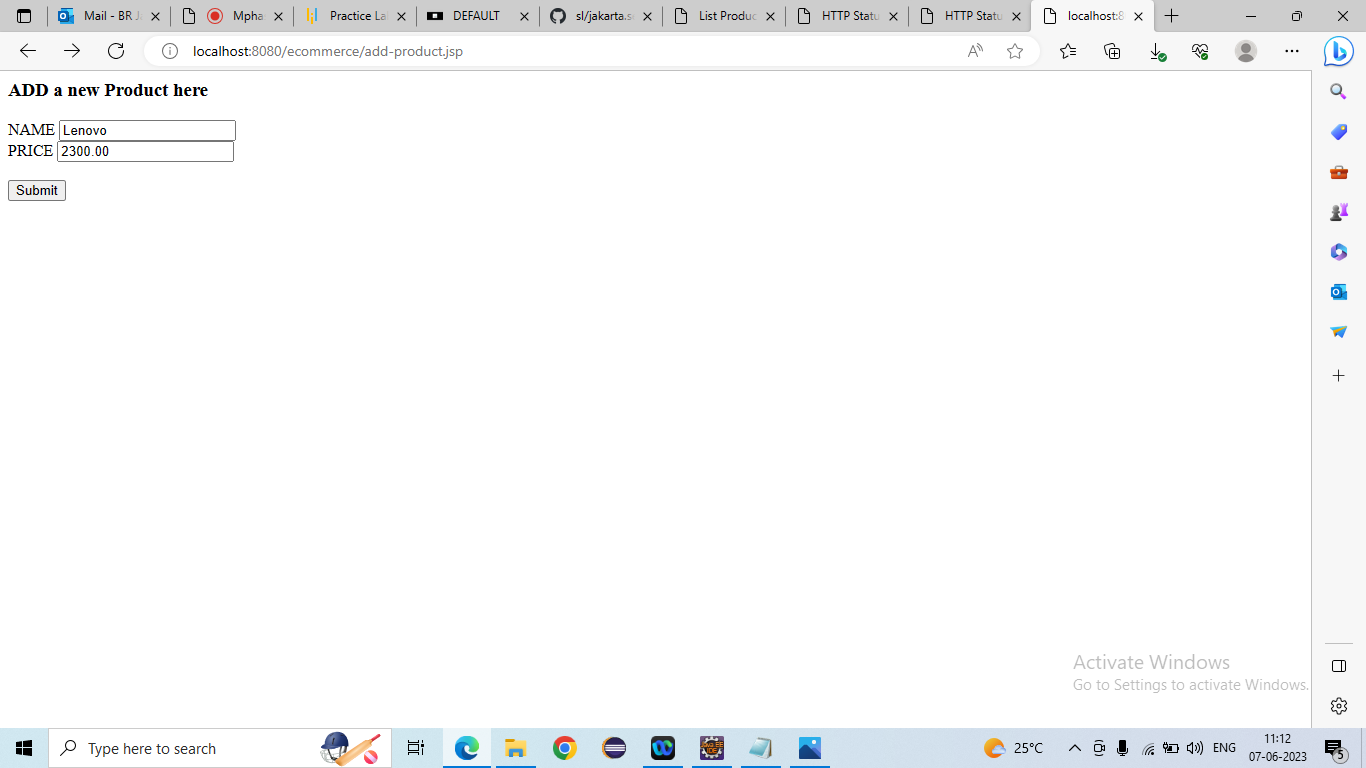 Mail - BR J
Mpha
Practice La
DEFAULT
sl/jakarta.se
List Produc
HTTP Statu
HTTP Statu
localhost:8
localhost:8080/ecommerce/add-product.jsp
ADD a new Product here
NAME Lenovo
PRICE 2300.00
Submit
Activate Windows
Go to Settings to activate Windows.
Type here to search
25°C
ENG
11:12
07-06-2023
5